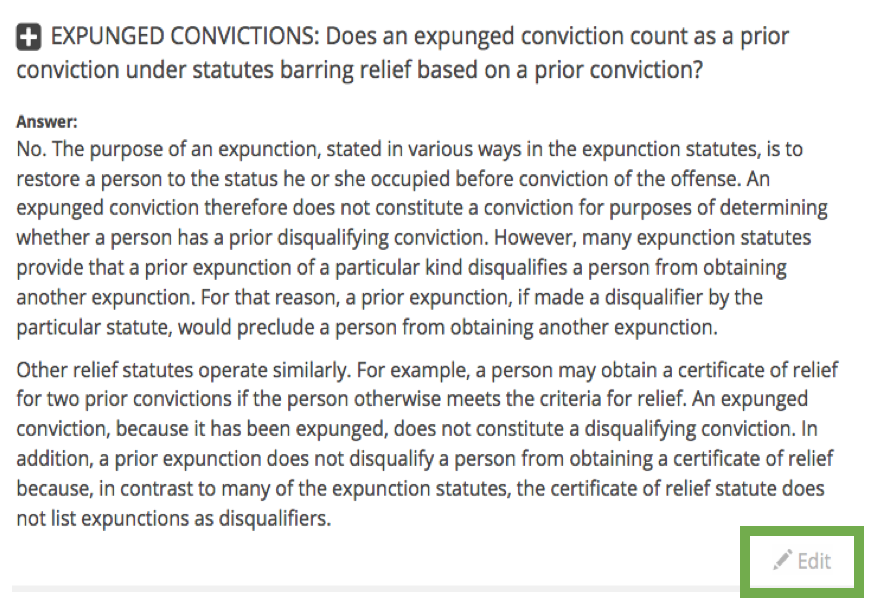 EXPUNGED CONVICTIONS: Does an expunged conviction count as a prior
conviction under statutes barring relief based on a prior conviction?
Answer:
No. The purpose of an expunction, stated in various ways in the expunction statutes, is to
restore a person to the status he or she occupied before conviction of the offense. An
expunged conviction therefore does not constitute a conviction for purposes of determining
whether a person has a prior disqualifying conviction. However, many expunction statutes
provide that a prior expunction of a particular kind disqualifies a person from obtaining
another expunction. For that reason, a prior expunction, if made a disqualifier by the
particular statute, would preclude a person from obtaining another expunction.
Other relief statutes operate similarly. For example, a person may obtain a certificate of relief
for two prior convictions if the person otherwise meets the criteria for relief. An expunged
conviction, because it has been expunged, does not constitute a disqualifying conviction. In
addition, a prior expunction does not disqualify a person from obtaining a certificate of relief
because, in contrast to many of the expunction statutes, the certificate of relief statute does
not list expunctions as disqualifiers.
Edit